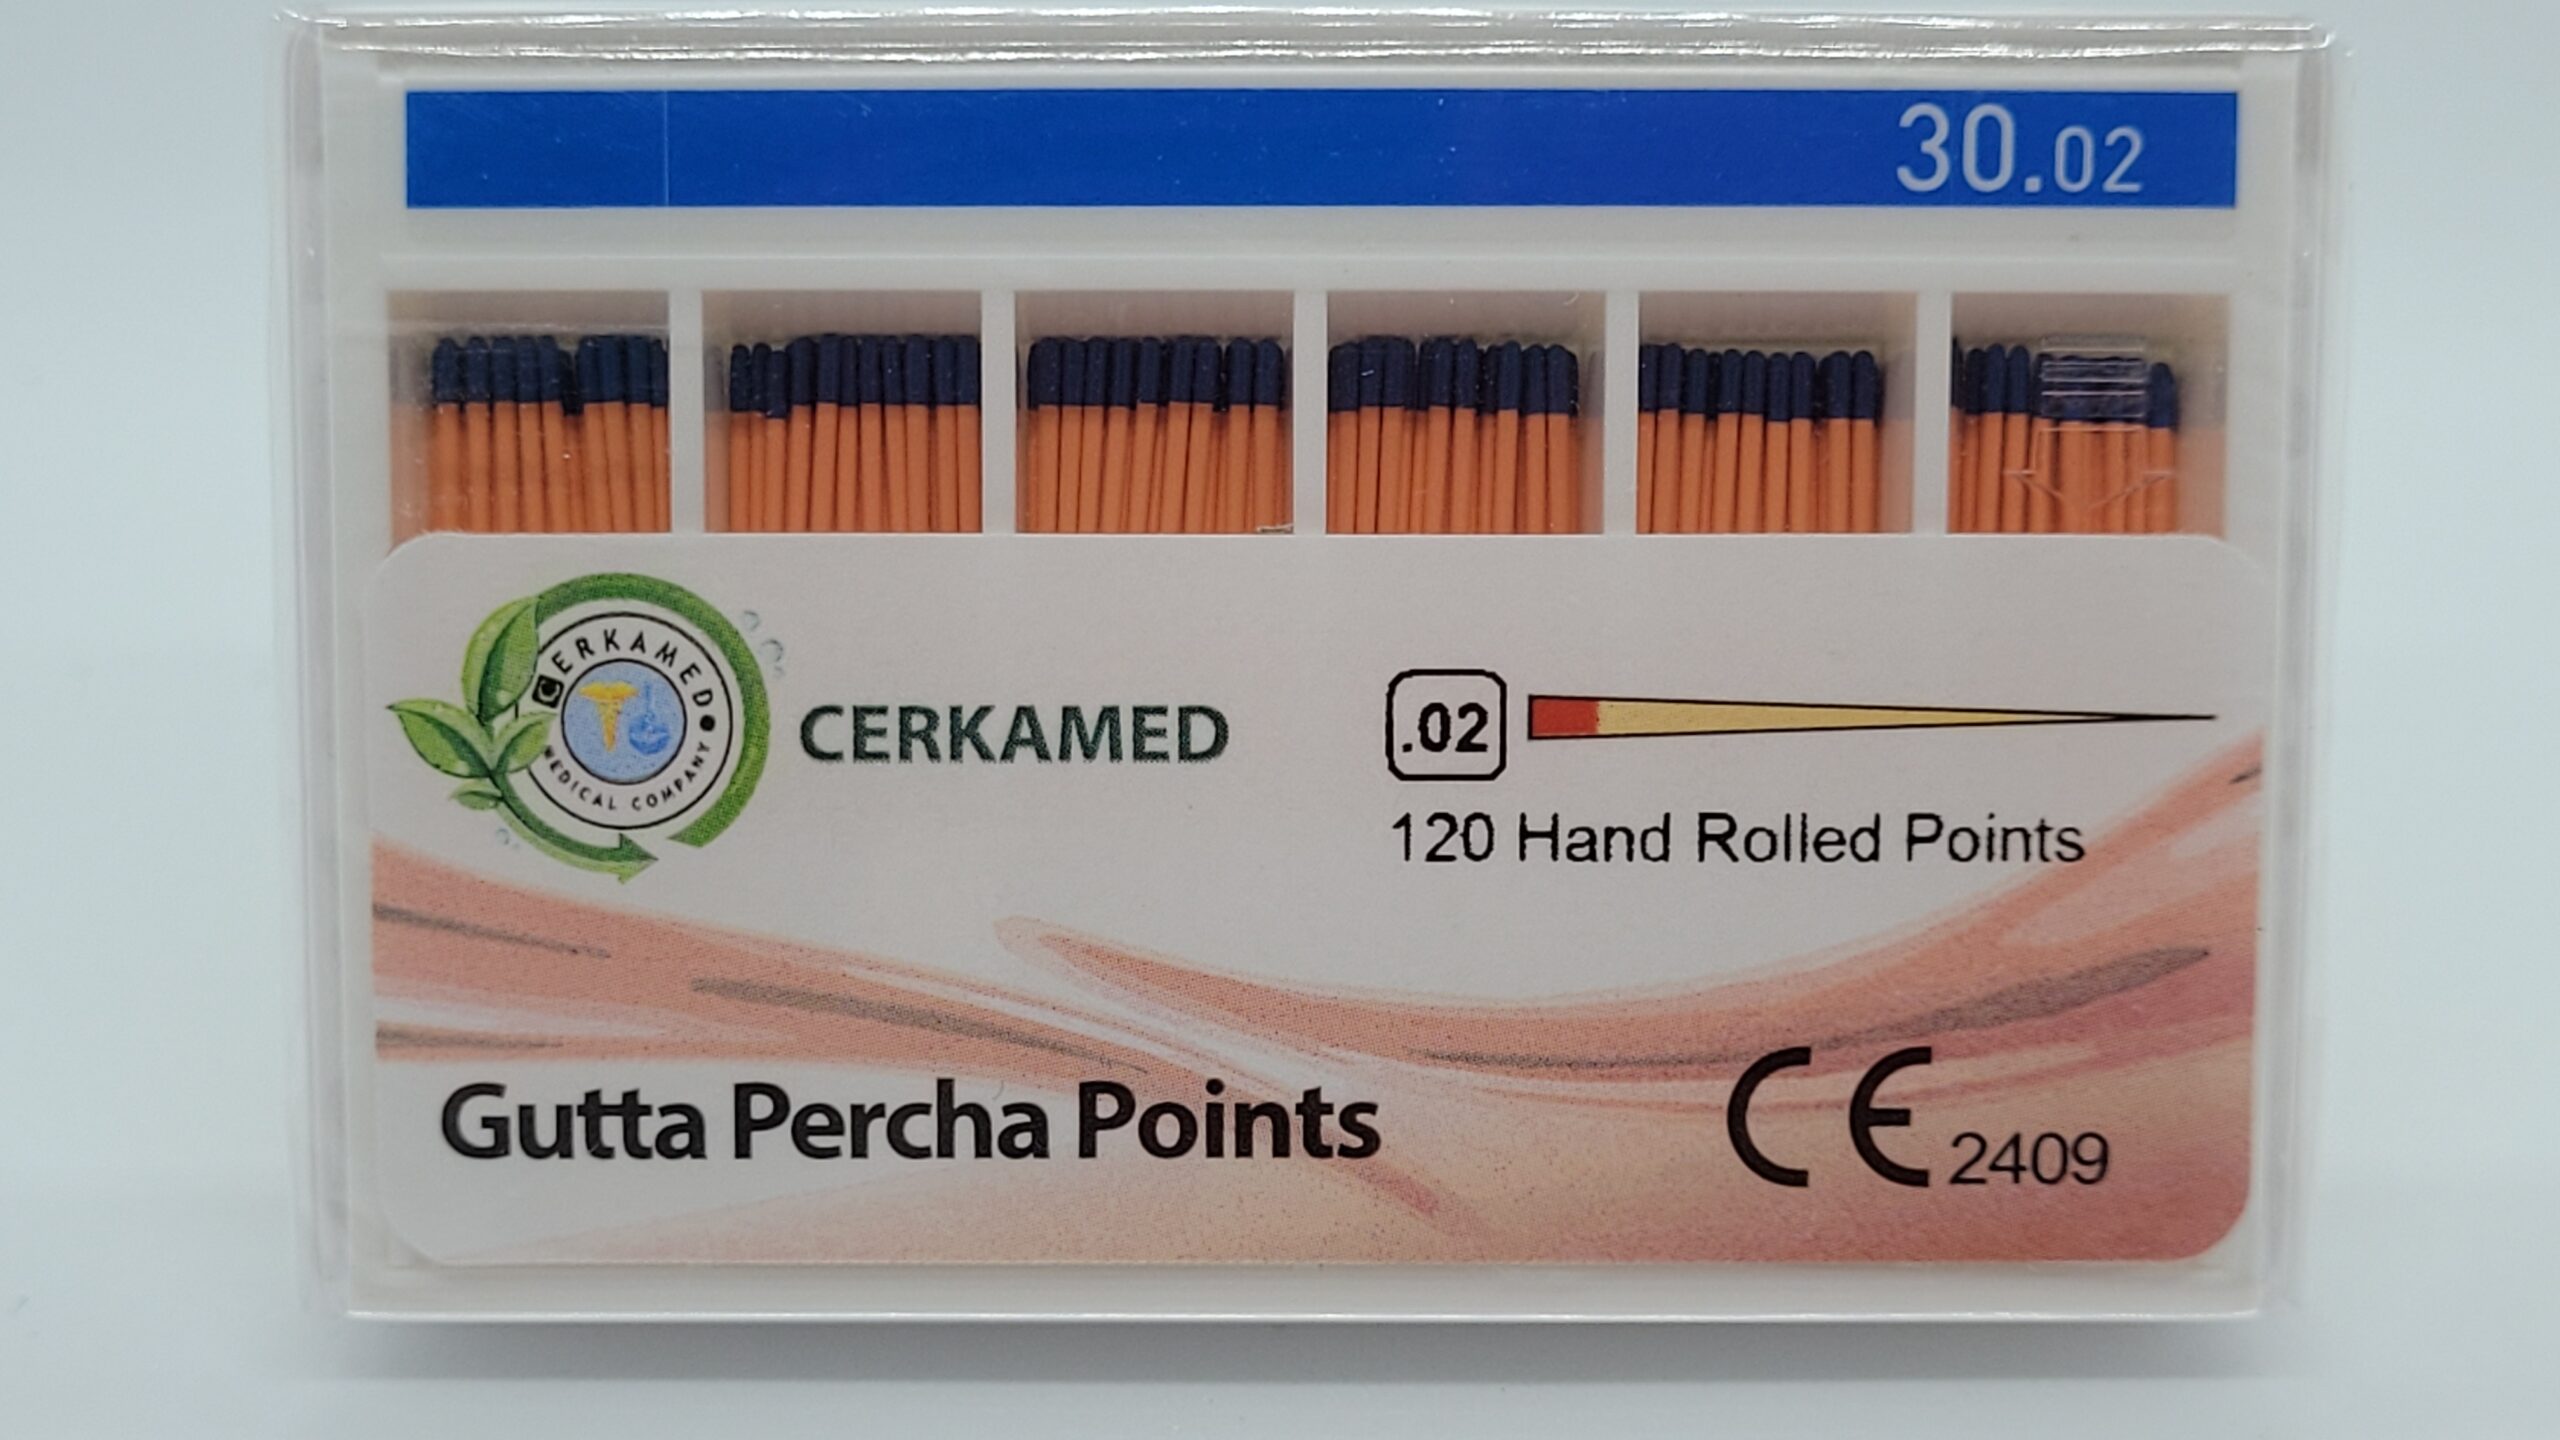 30.02
CERKAMED
MEDICAL COMPANY
CERKAMED
.02
120 Hand Rolled Points
Gutta Percha Points
CE 2409